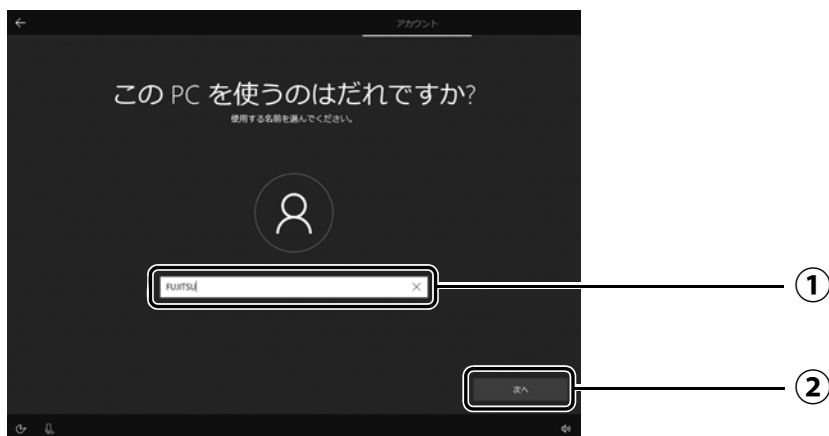 アカウント
この PC を使うのはだれですか?
使用する名前を選んでください。
FUJITSU
①
次へ
②